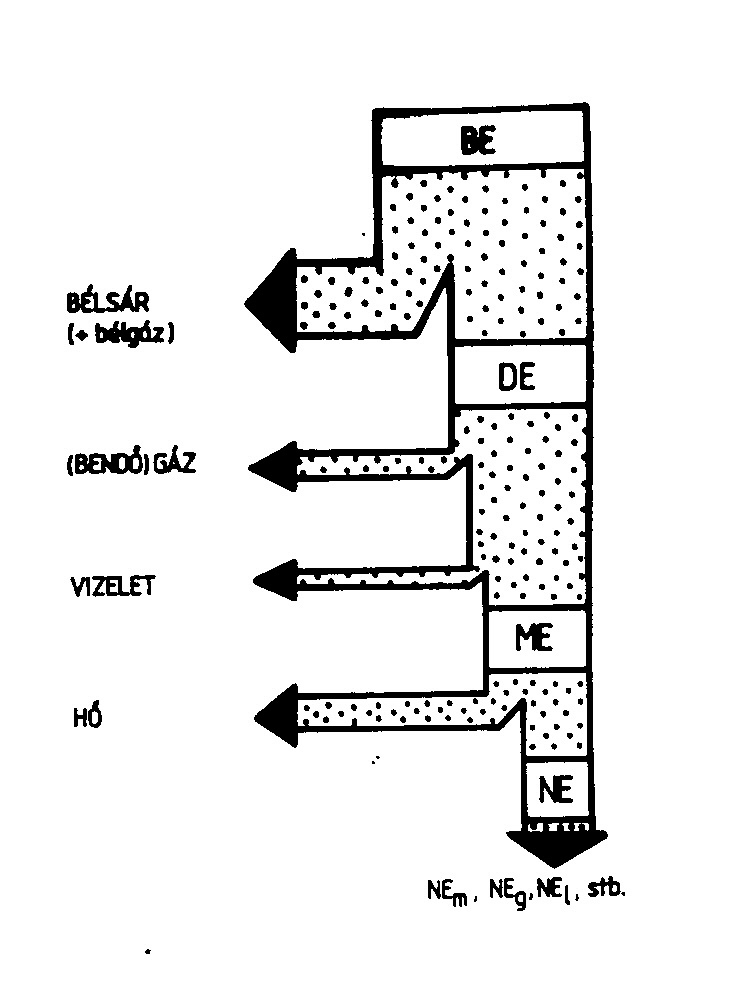 BE
BÉLSÁR
(+ bélgáz)
DE
(BENDŐ) GÁZ
VIZELET
ME
HŐ
NE
NEm, NEg, NEl, stb.